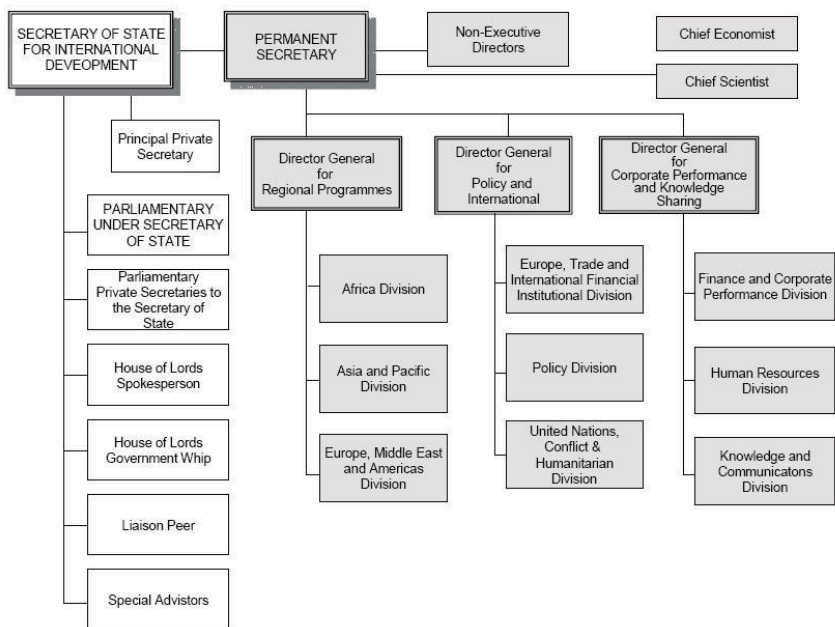 SECRETARY OF STATE
FOR INTERNATIONAL
DEVEOPMENT
PERMANENT
SECRETARY
Non-Executive
Directors
Chief Economist
Chief Scientist
Principal Private
Secretary
Director General
for
Regional Programmes
Director General
for
Policy and
International
Director General
for
Corporate Performance
and Knowledge
Sharing
PARLIAMENTARY
UNDER SECRETARY
OF STATE
Parliamentary
Private Secretaries to
the Secretary of
State
House of Lords
Spokesperson
House of Lords
Government Whip
Liaison Peer
Special Advistors
Africa Division
Asia and Pacific
Division
Europe, Middle East
and Americas
Division
Europe, Trade and
International Financial
Institutional Division
Policy Division
United Nations,
Conflict &
Humanitarian
Division
Finance and Corporate
Performance Division
Human Resources
Division
Knowledge and
Communicatons
Division